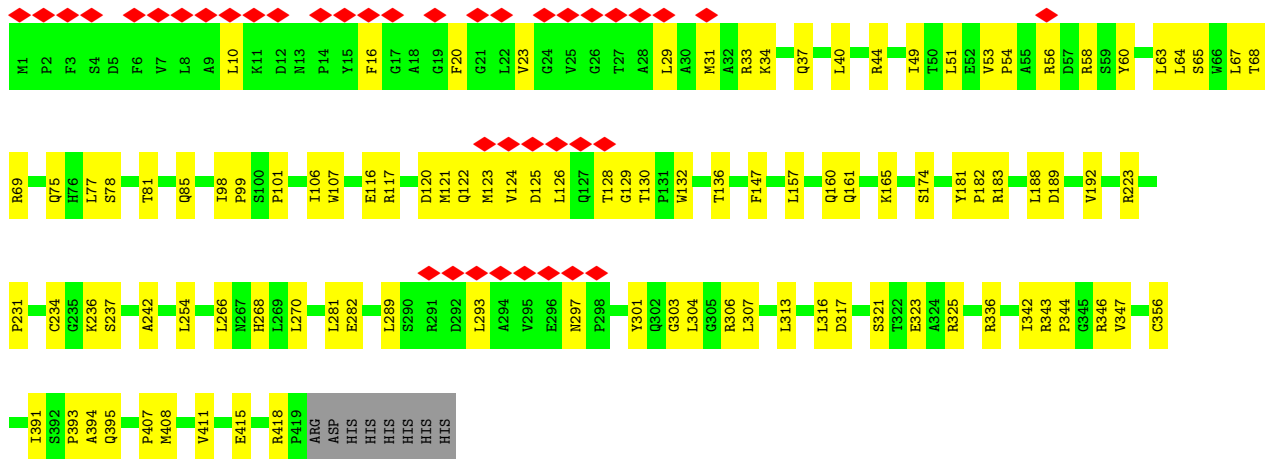 M1 P2 F3 S4 D5 F6 V7 L8 A9 L10 K11 D12 N13 P14 Y15 F16 G17 A18 G19 F20 G21 L22 V23 G24 V25 G26 T27 A28 L29 A30 M31 A32 R33 K34 Q37 L40 R44 I49 T50 L51 E52 V53 P54 A55 R56 D57 R58 S59 Y60 L63 L64 S65 W66 L67 T68
R69 Q75 H76 L77 S78 T81 Q85 I98 P99 S100 P101 I106 W107 E116 R117 D120 M121 Q122 M123 V124 D125 L126 Q127 T128 G129 T130 P131 W132 T136 F147 L157 Q160 Q161 K165 S174 Y181 P182 R183 L188 D189 V192 R223
P231 C234 G235 K236 S237 A242 L254 L266 N267 H268 L269 L270 L281 E282 L289 S290 R291 D292 L293 A294 V295 E296 N297 P298 Y301 Q302 G303 L304 G305 R306 L307 L313 L316 D317 S321 T322 E323 A324 R325 R336 I342 R343 P344 G345 R346 V347 C356
I391 S392 P393 A394 Q395 P407 M408 V411 E415 R418 P419 ARG ASP HIS HIS HIS HIS HIS HIS